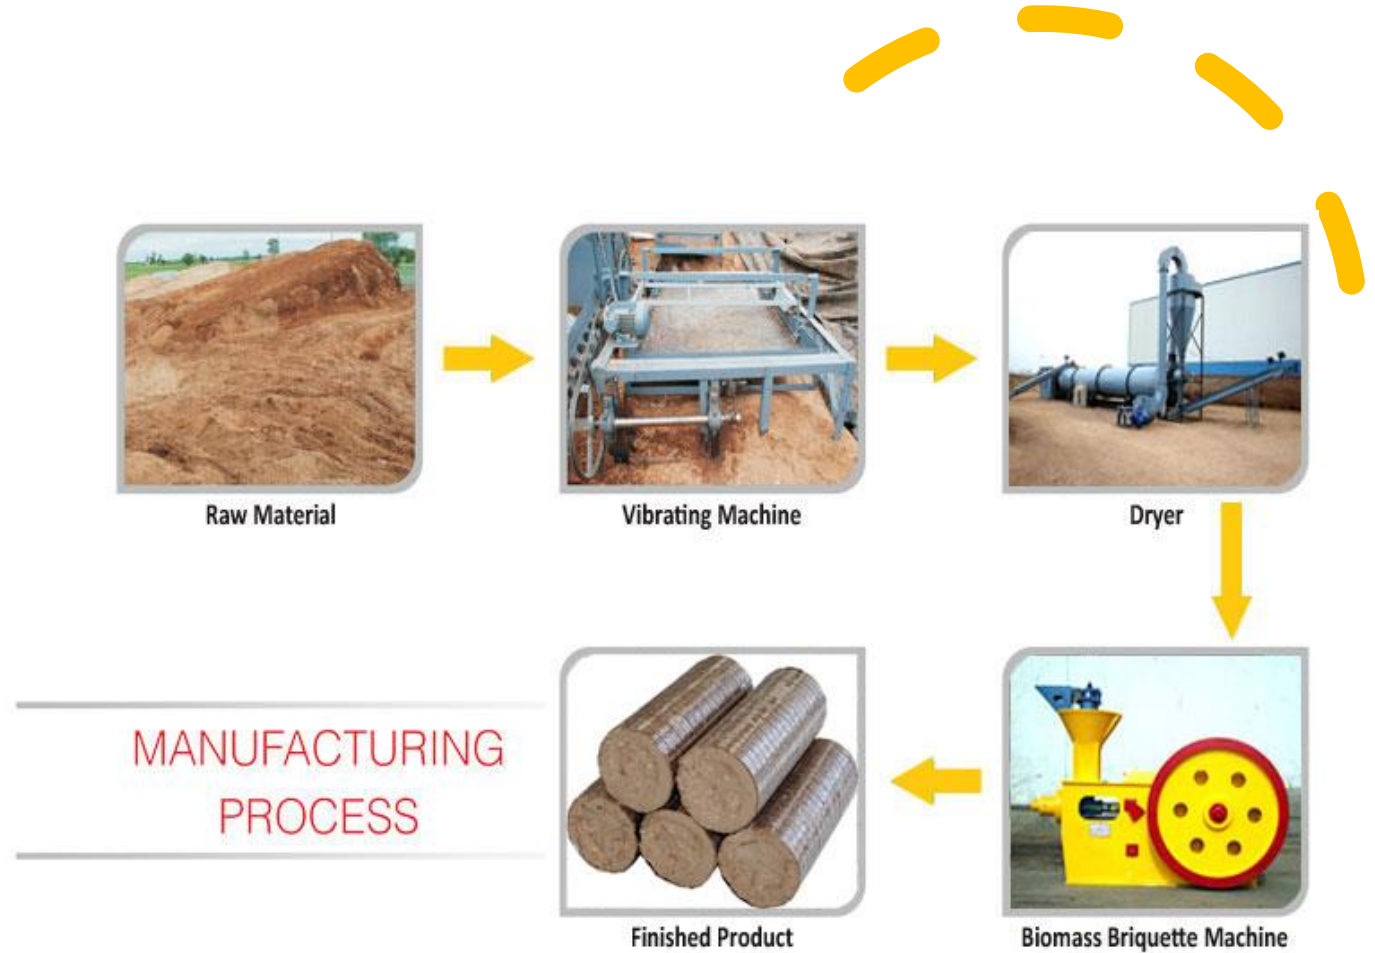 Raw Material
Vibrating Machine
Dryer
MANUFACTURING
PROCESS
Finished Product
Biomass Briquette Machine